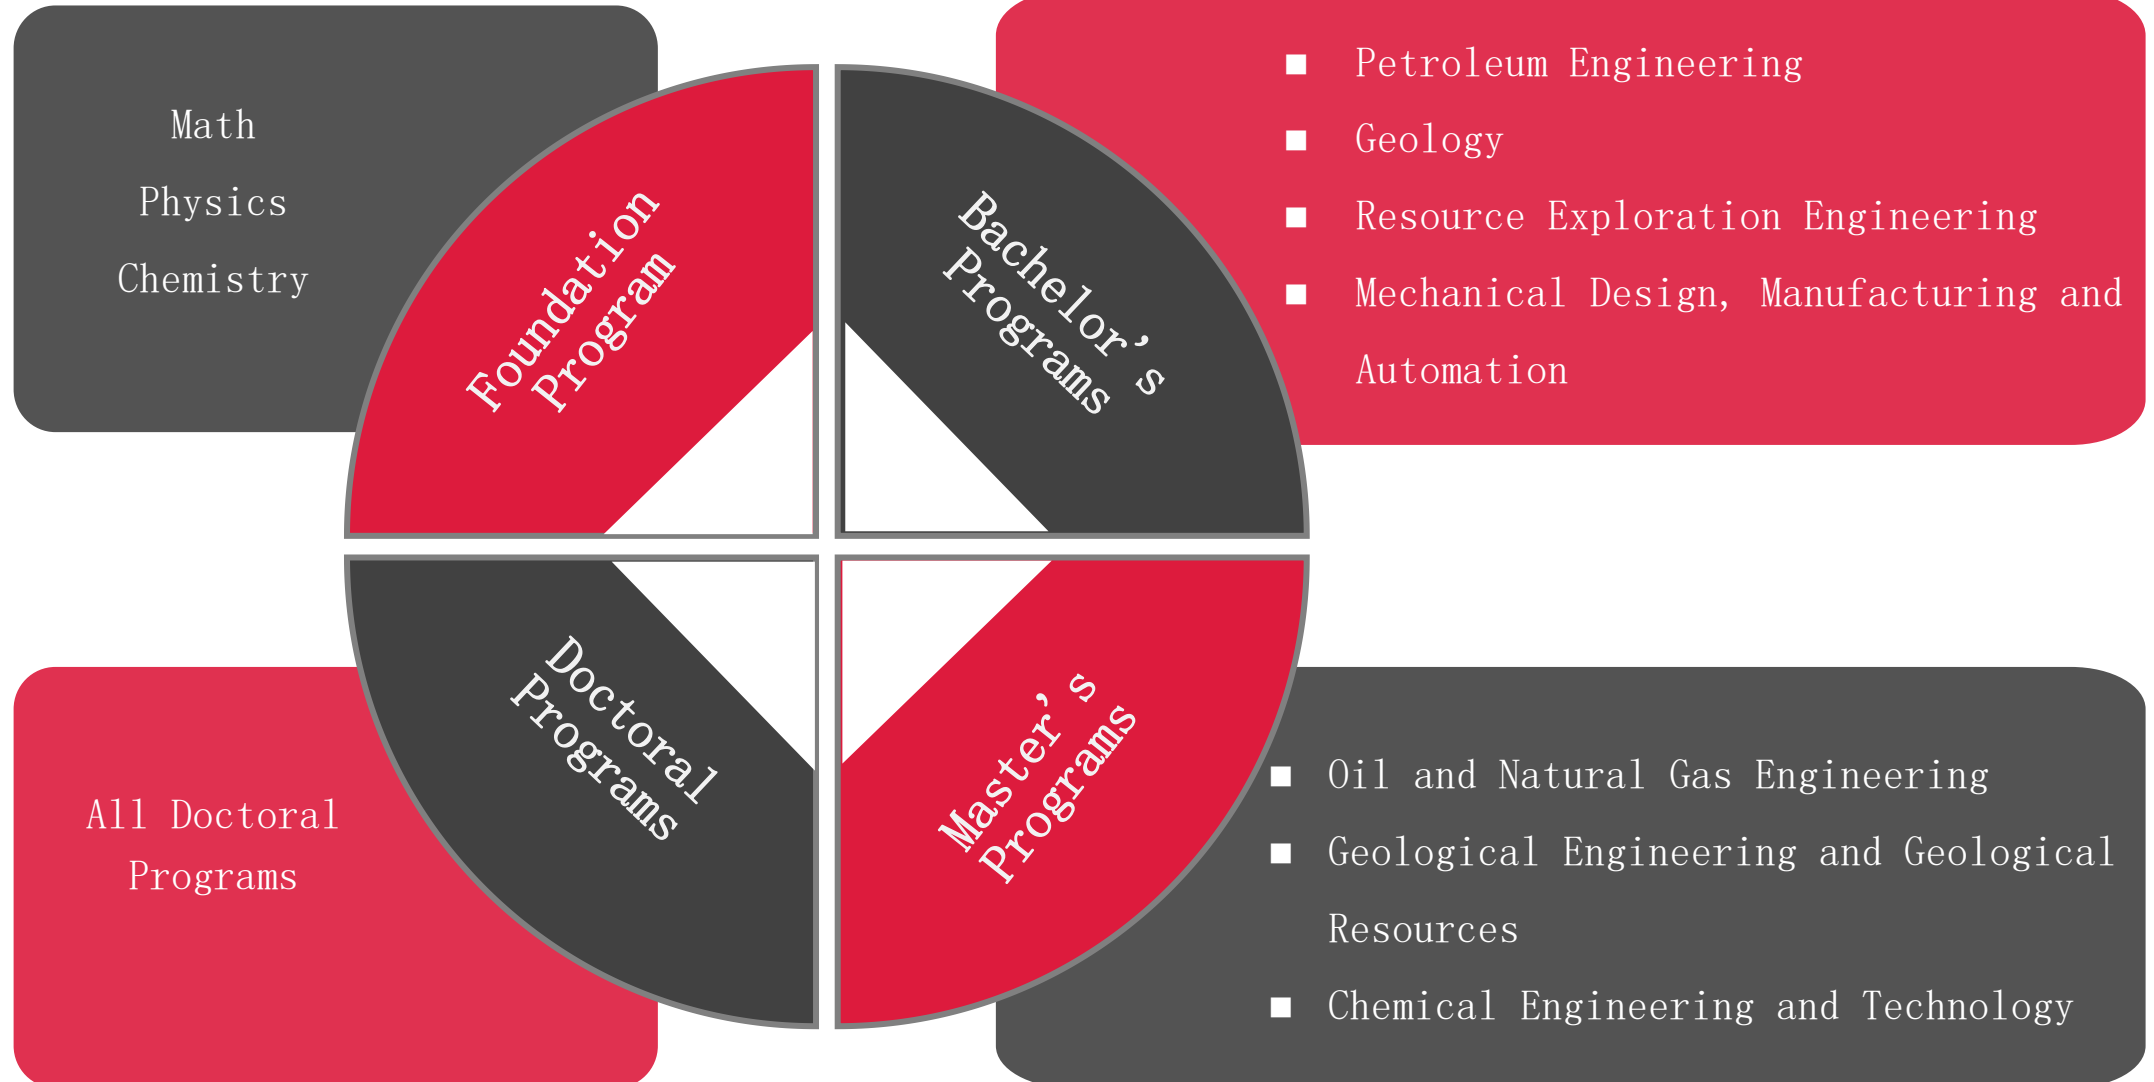 Math
Physics
Chemistry
Foundation
Program
Bachelor's
Programs
Petroleum Engineering
Geology
Resource Exploration Engineering
Mechanical Design, Manufacturing and
Automation
All Doctoral
Programs
Doctoral
Programs
Master's
Programs
Oil and Natural Gas Engineering
Geological Engineering and Geological
Resources
Chemical Engineering and Technology